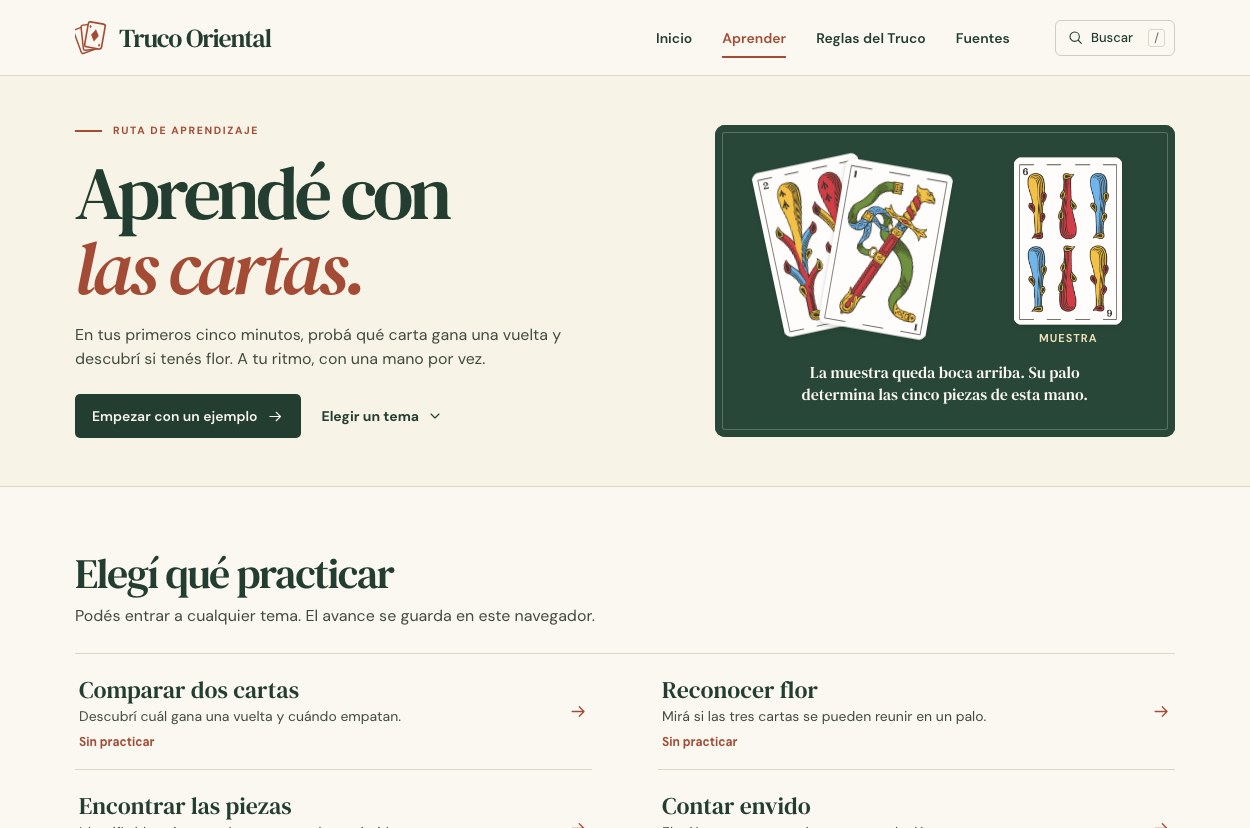 Truco Oriental
Inicio
Aprender
Reglas del Truco
Fuentes
Buscar
/
RUTA DE APRENDIZAJE
Aprendé con
las cartas.
En tus primeros cinco minutos, probá qué carta gana una vuelta y
descubrí si tenés flor. A tu ritmo, con una mano por vez.
Empezar con un ejemplo
Elegir un tema
2
1
1
6
6
MUESTRA
La muestra queda boca arriba. Su palo
determina las cinco piezas de esta mano.
Elegí qué practicar
Podés entrar a cualquier tema. El avance se guarda en este navegador.
Comparar dos cartas
Descubrí cuál gana una vuelta y cuándo empatan.
Sin practicar
Reconocer flor
Mirá si las tres cartas se pueden reunir en un palo.
Sin practicar
Encontrar las piezas
Contar envido